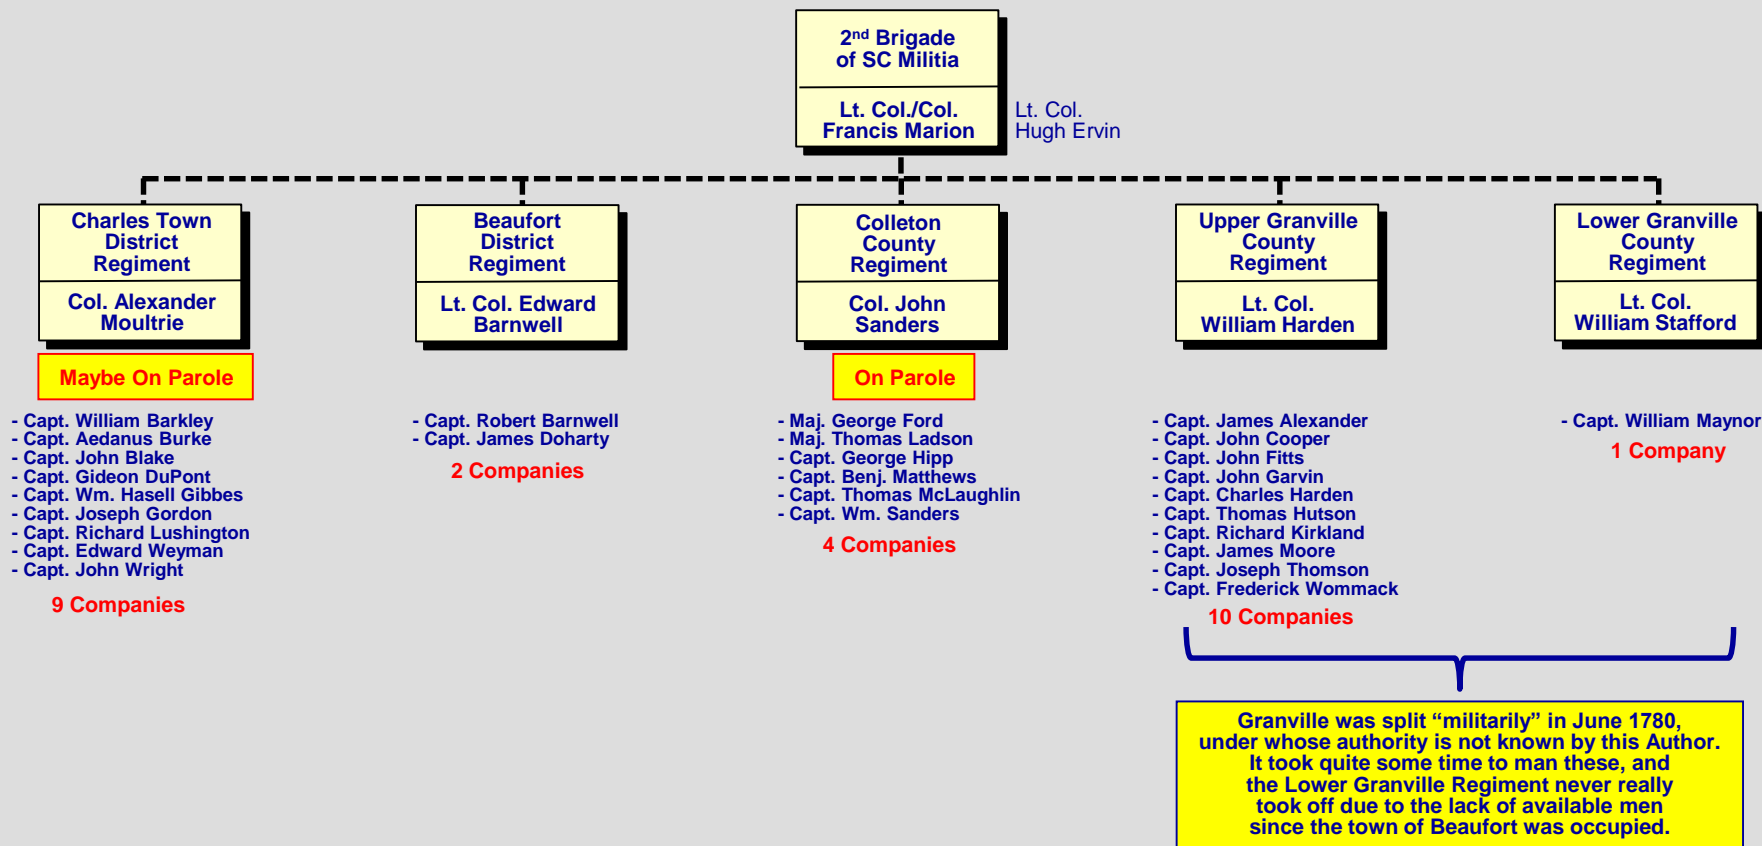 2nd Brigade
of SC Militia
Lt. Col./Col.
Francis Marion
Lt. Col.
Hugh Ervin
Charles Town
District
Regiment
Col. Alexander
Moultrie
Maybe On Parole
- Capt. William Barkley
- Capt. Aedanus Burke
- Capt. John Blake
- Capt. Gideon DuPont
- Capt. Wm. Hasell Gibbes
- Capt. Joseph Gordon
- Capt. Richard Lushington
- Capt. Edward Weyman
- Capt. John Wright
9 Companies
Beaufort
District
Regiment
Lt. Col. Edward
Barnwell
- Capt. Robert Barnwell
- Capt. James Doharty
2 Companies
Colleton
County
Regiment
Col. John
Sanders
On Parole
- Maj. George Ford
- Maj. Thomas Ladson
- Capt. George Hipp
- Capt. Benj. Matthews
- Capt. Thomas McLaughlin
- Capt. Wm. Sanders
4 Companies
Upper Granville
County
Regiment
Lt. Col.
William Harden
- Capt. James Alexander
- Capt. John Cooper
- Capt. John Fitts
- Capt. John Garvin
- Capt. Charles Harden
- Capt. Thomas Hutson
- Capt. Richard Kirkland
- Capt. James Moore
- Capt. Joseph Thomson
- Capt. Frederick Wommack
10 Companies
Lower Granville
County
Regiment
Lt. Col.
William Stafford
- Capt. William Maynor
1 Company
Granville was split “militarily” in June 1780,
under whose authority is not known by this Author.
It took quite some time to man these, and
the Lower Granville Regiment never really
took off due to the lack of available men
since the town of Beaufort was occupied.